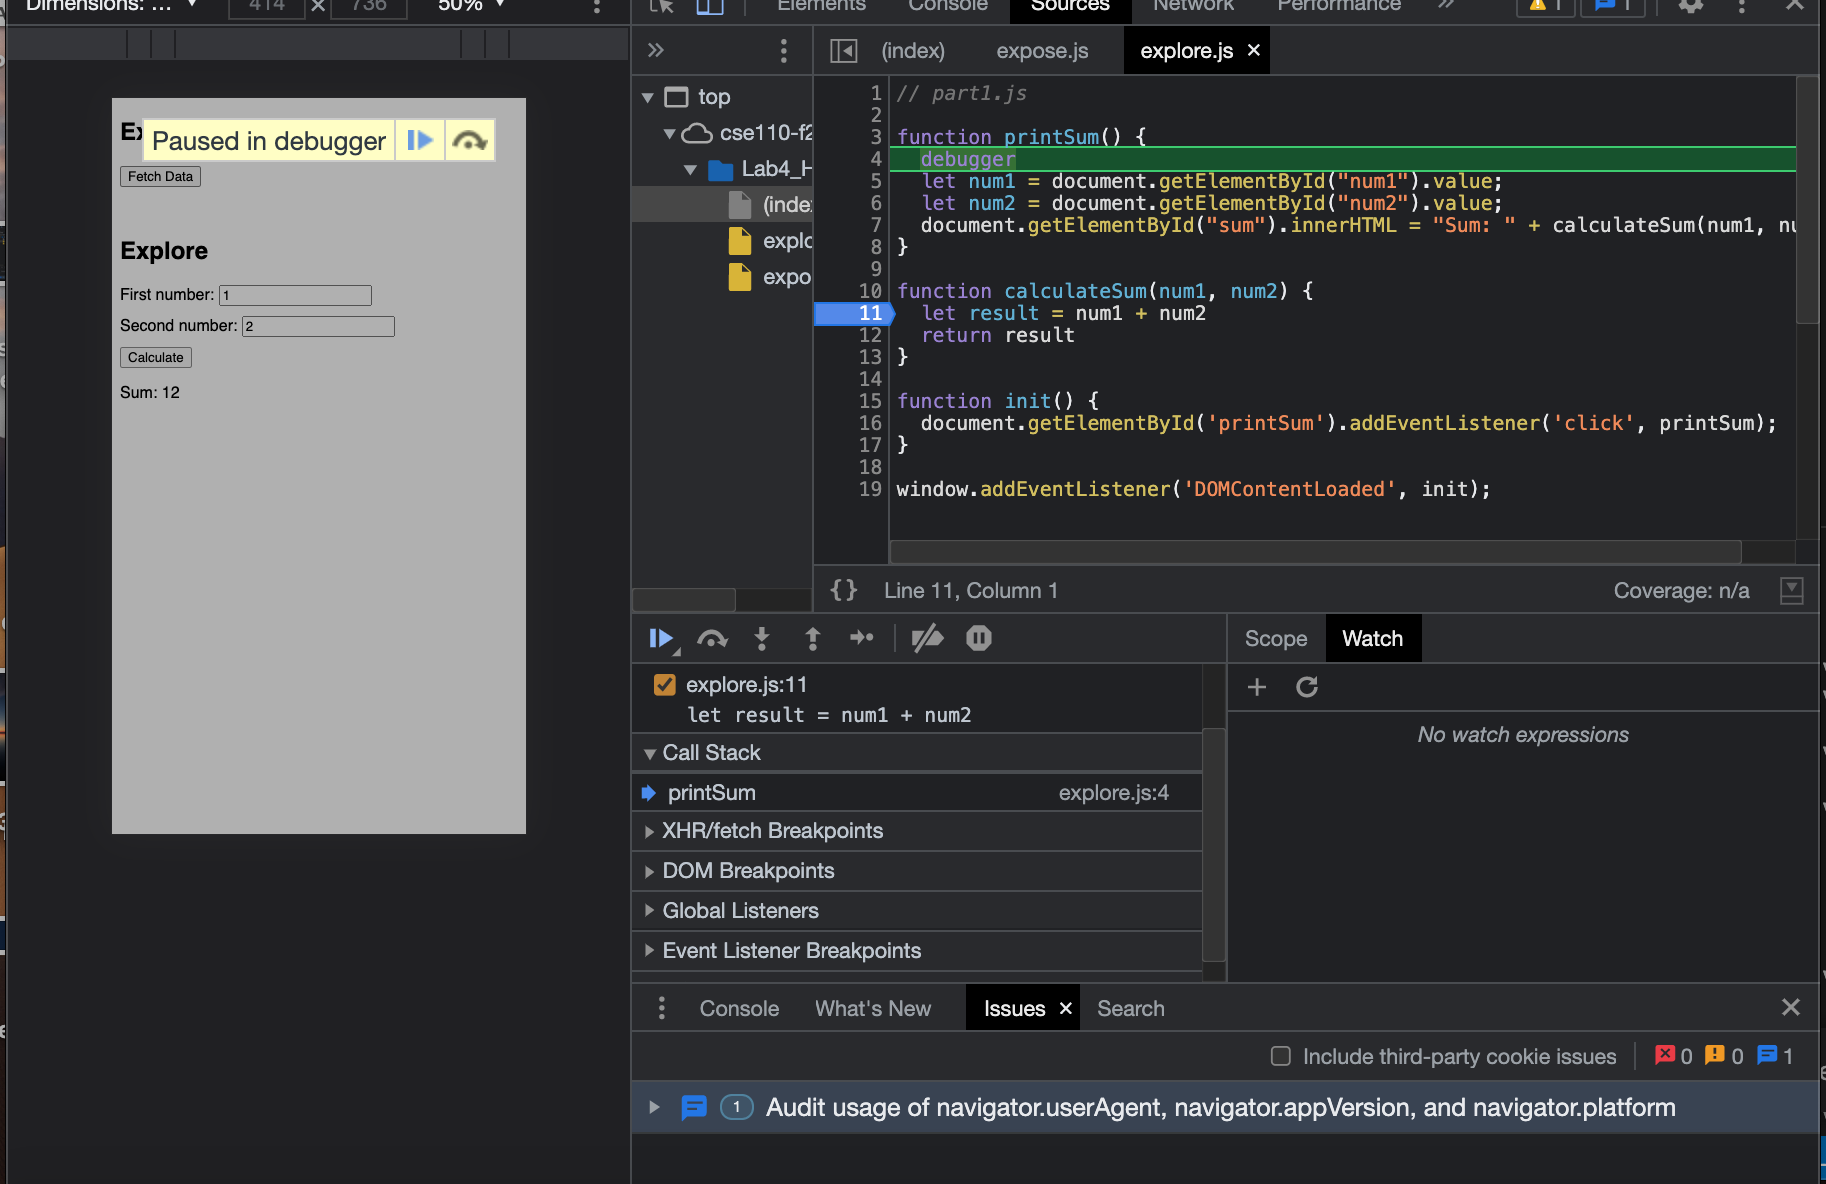 Dimensions: ... 414 × 736 50%
Elements Console Sources Network Performance » 1 1
Paused in debugger
Fetch Data
Explore
First number: 1
Second number: 2
Calculate
Sum: 12
»
top
cse110-f2
Lab4_H
(inde
explo
expo
(index) expose.js explore.js ×
1 // part1.js
2
3 function printSum() {
4 debugger
5 let num1 = document.getElementById("num1").value;
6 let num2 = document.getElementById("num2").value;
7 document.getElementById("sum").innerHTML = "Sum: " + calculateSum(num1, nu
8 }
9
10 function calculateSum(num1, num2) {
11 let result = num1 + num2
12 return result
13 }
14
15 function init() {
16 document.getElementById('printSum').addEventListener('click', printSum);
17 }
18
19 window.addEventListener('DOMContentLoaded', init);
{} Line 11, Column 1 Coverage: n/a
explore.js:11
let result = num1 + num2
Call Stack
printSum explore.js:4
XHR/fetch Breakpoints
DOM Breakpoints
Global Listeners
Event Listener Breakpoints
Scope Watch
No watch expressions
Console What's New Issues × Search
Include third-party cookie issues 0 0 1
1 Audit usage of navigator.userAgent, navigator.appVersion, and navigator.platform